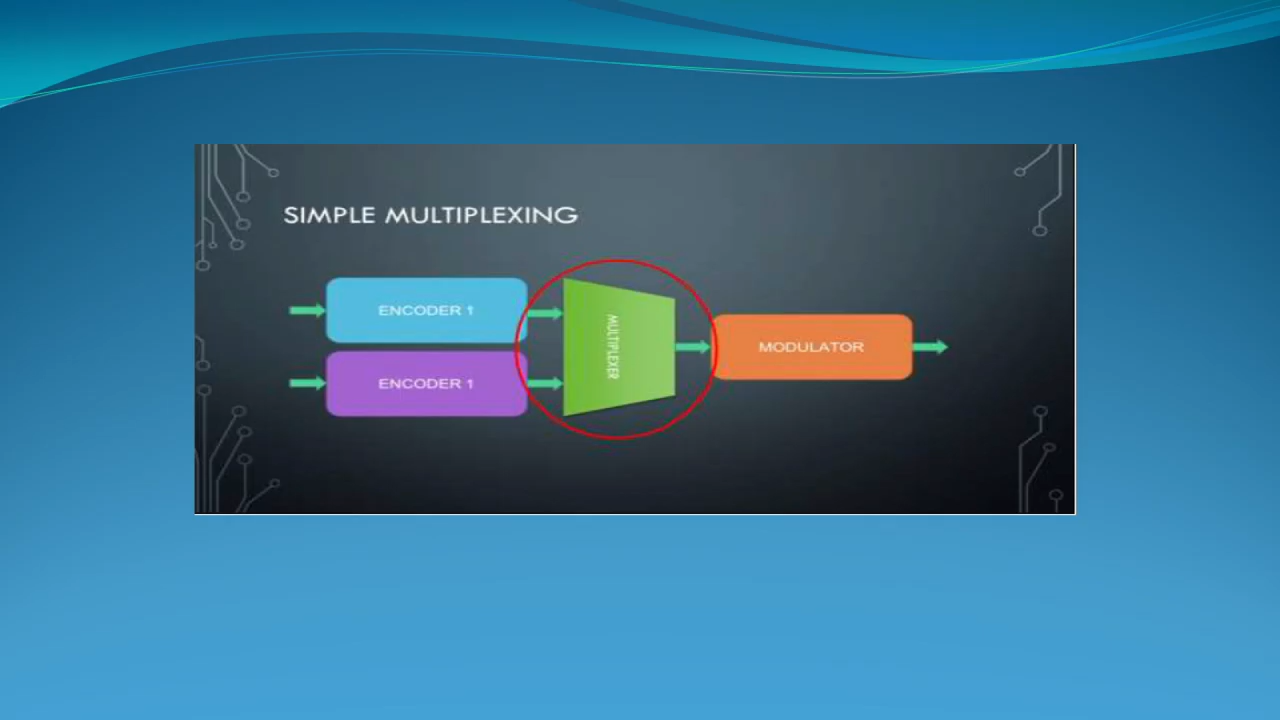 SIMPLE MULTIPLEXING
ENCODER 1
ENCODER 1
MULTIPLEXER
MODULATOR